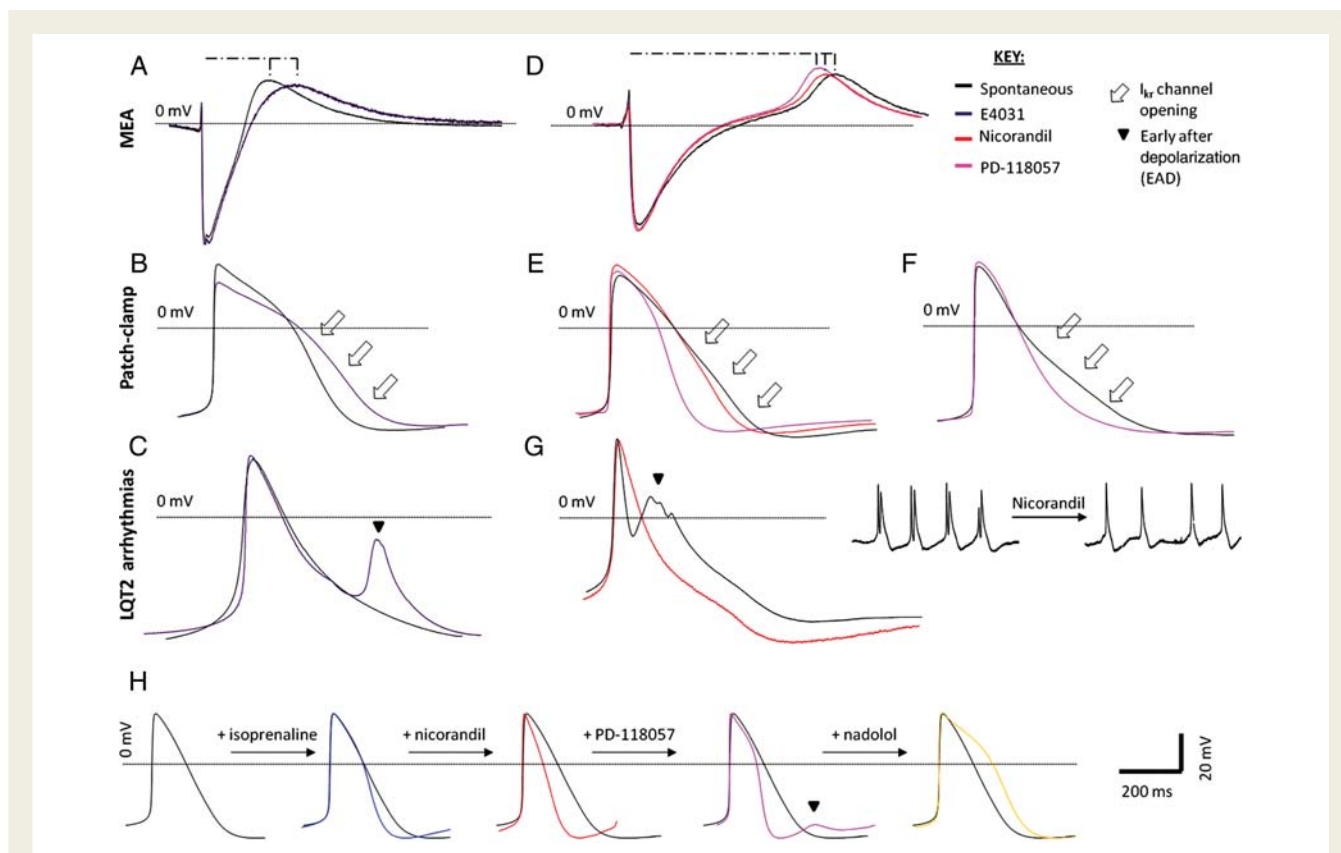 A
D
KEY:
Spontaneous
E4031
Nicorandil
PD-118057
Ikr channel
opening
Early after
depolarization
(EAD)
MEA
0 mV
0 mV
B
E
F
Patch-clamp
0 mV
0 mV
0 mV
C
G
LQT2 arrhythmias
0 mV
0 mV
Nicorandil
H
0 mV
+ isoprenaline
+ nicorandil
+ PD-118057
+ nadolol
20 mV
200 ms